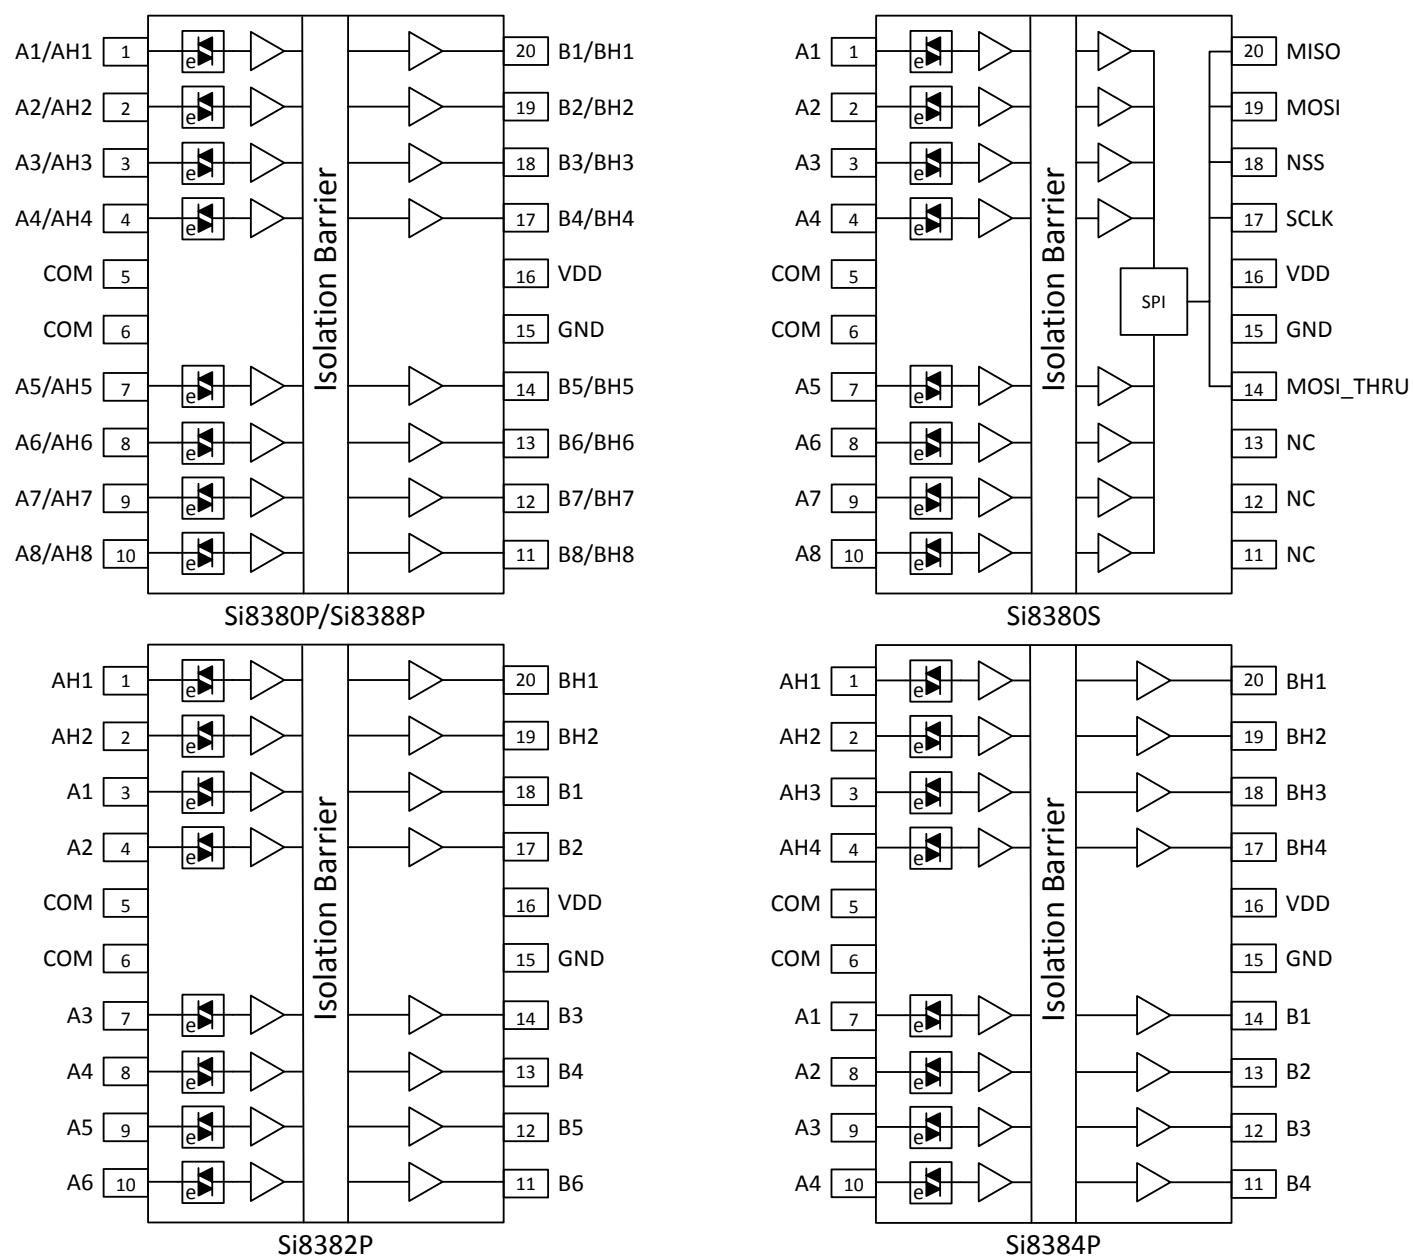 A1/AH1 1 e 20 B1/BH1
A2/AH2 2 e 19 B2/BH2
A3/AH3 3 e 18 B3/BH3
A4/AH4 4 e 17 B4/BH4
COM 5 16 VDD
COM 6 15 GND
A5/AH5 7 e 14 B5/BH5
A6/AH6 8 e 13 B6/BH6
A7/AH7 9 e 12 B7/BH7
A8/AH8 10 e 11 B8/BH8
Isolation Barrier
Si8380P/Si8388P
A1 1 e 20 MISO
A2 2 e 19 MOSI
A3 3 e 18 NSS
A4 4 e 17 SCLK
COM 5 16 VDD
SPI
COM 6 15 GND
A5 7 e 14 MOSI_THRU
A6 8 e 13 NC
A7 9 e 12 NC
A8 10 e 11 NC
Isolation Barrier
Si8380S
AH1 1 e 20 BH1
AH2 2 e 19 BH2
A1 3 e 18 B1
A2 4 e 17 B2
COM 5 16 VDD
COM 6 15 GND
A3 7 e 14 B3
A4 8 e 13 B4
A5 9 e 12 B5
A6 10 e 11 B6
Isolation Barrier
Si8382P
AH1 1 e 20 BH1
AH2 2 e 19 BH2
AH3 3 e 18 BH3
AH4 4 e 17 BH4
COM 5 16 VDD
COM 6 15 GND
A1 7 e 14 B1
A2 8 e 13 B2
A3 9 e 12 B3
A4 10 e 11 B4
Isolation Barrier
Si8384P